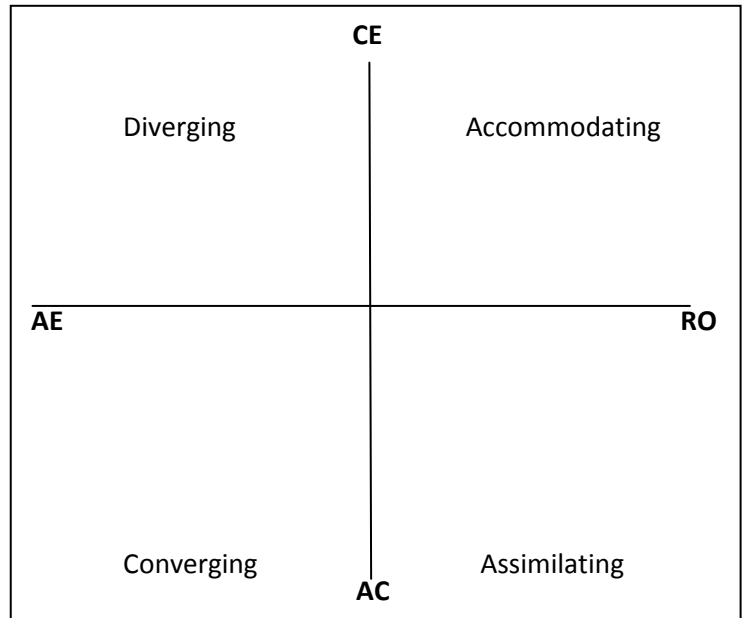 CE
Diverging Accommodating
AE RO
Converging Assimilating
AC